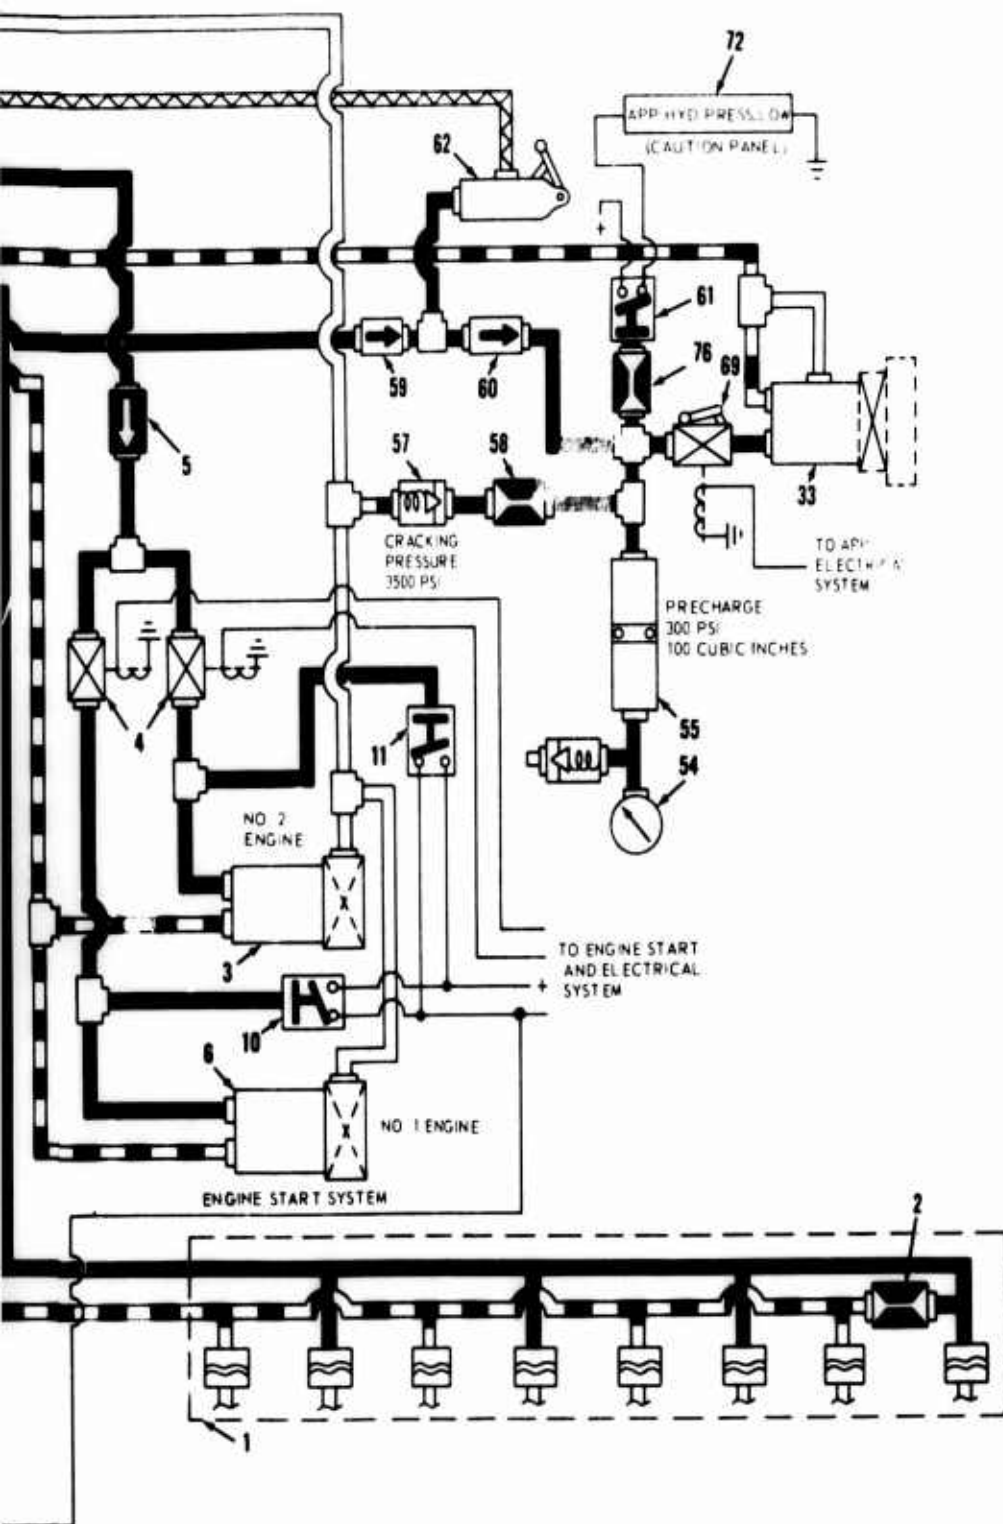 72
APP HYD PRESS LOW
(CAUTION PANEL)
62
+
61
76
69
59
60
5
57
58
33
CRACKING
PRESSURE
3500 PSI
TO
SYSTEM
PRECHARGE
300 PSI
100 CUBIC INCHES
4
11
55
54
NO. 2
ENGINE
X
3
TO ENGINE START
AND ELECTRICAL
+ SYSTEM
10
6
X
NO. 1 ENGINE
ENGINE START SYSTEM
2
1